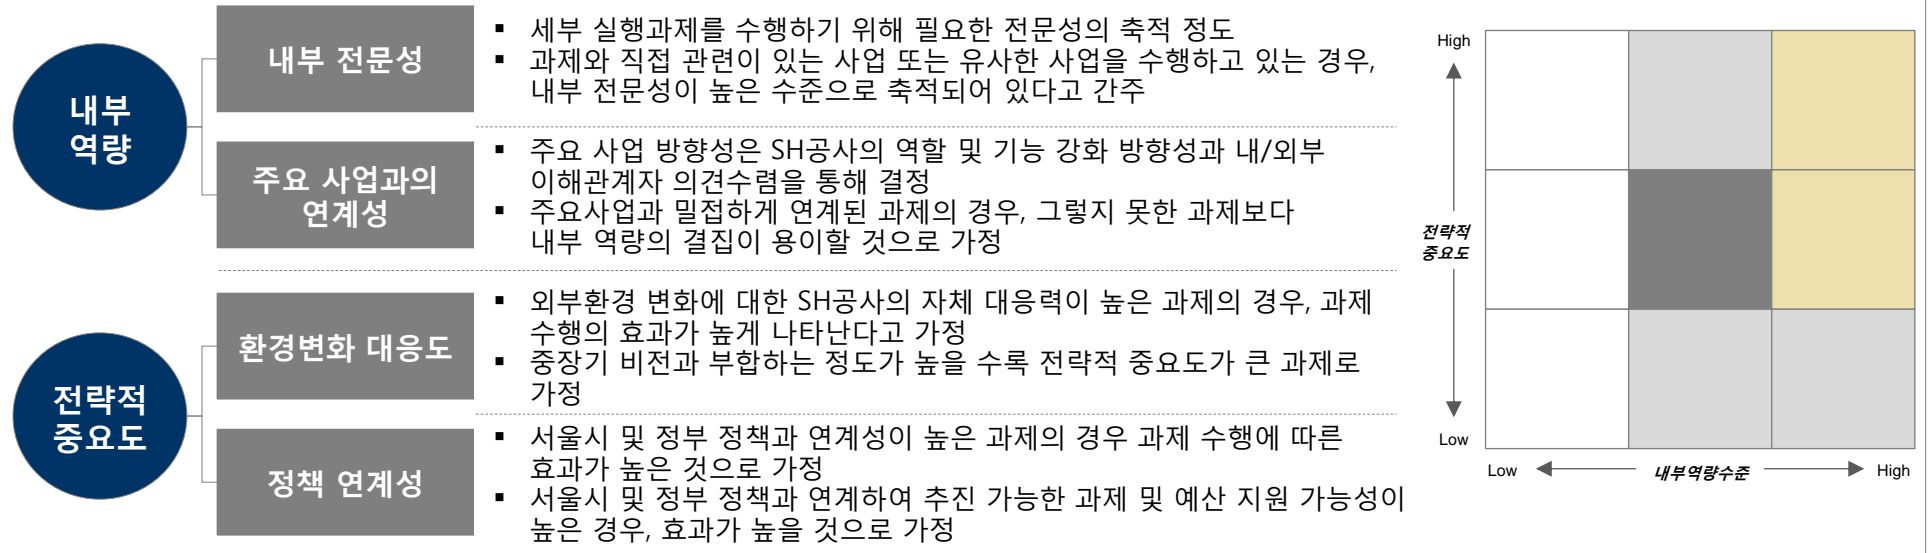 내부
역량
내부 전문성
▪ 세부 실행과제를 수행하기 위해 필요한 전문성의 축적 정도
▪ 과제와 직접 관련이 있는 사업 또는 유사한 사업을 수행하고 있는 경우,
내부 전문성이 높은 수준으로 축적되어 있다고 간주
주요 사업과의
연계성
▪ 주요 사업 방향성은 SH공사의 역할 및 기능 강화 방향성과 내/외부
이해관계자 의견수렴을 통해 결정
▪ 주요사업과 밀접하게 연계된 과제의 경우, 그렇지 못한 과제보다
내부 역량의 결집이 용이할 것으로 가정
전략적
중요도
환경변화 대응도
▪ 외부환경 변화에 대한 SH공사의 자체 대응력이 높은 과제의 경우, 과제
수행의 효과가 높게 나타난다고 가정
▪ 중장기 비전과 부합하는 정도가 높을 수록 전략적 중요도가 큰 과제로
가정
정책 연계성
▪ 서울시 및 정부 정책과 연계성이 높은 과제의 경우 과제 수행에 따른
효과가 높은 것으로 가정
▪ 서울시 및 정부 정책과 연계하여 추진 가능한 과제 및 예산 지원 가능성이
높은 경우, 효과가 높을 것으로 가정
High
전략적
중요도
Low
Low 내부역량수준 High